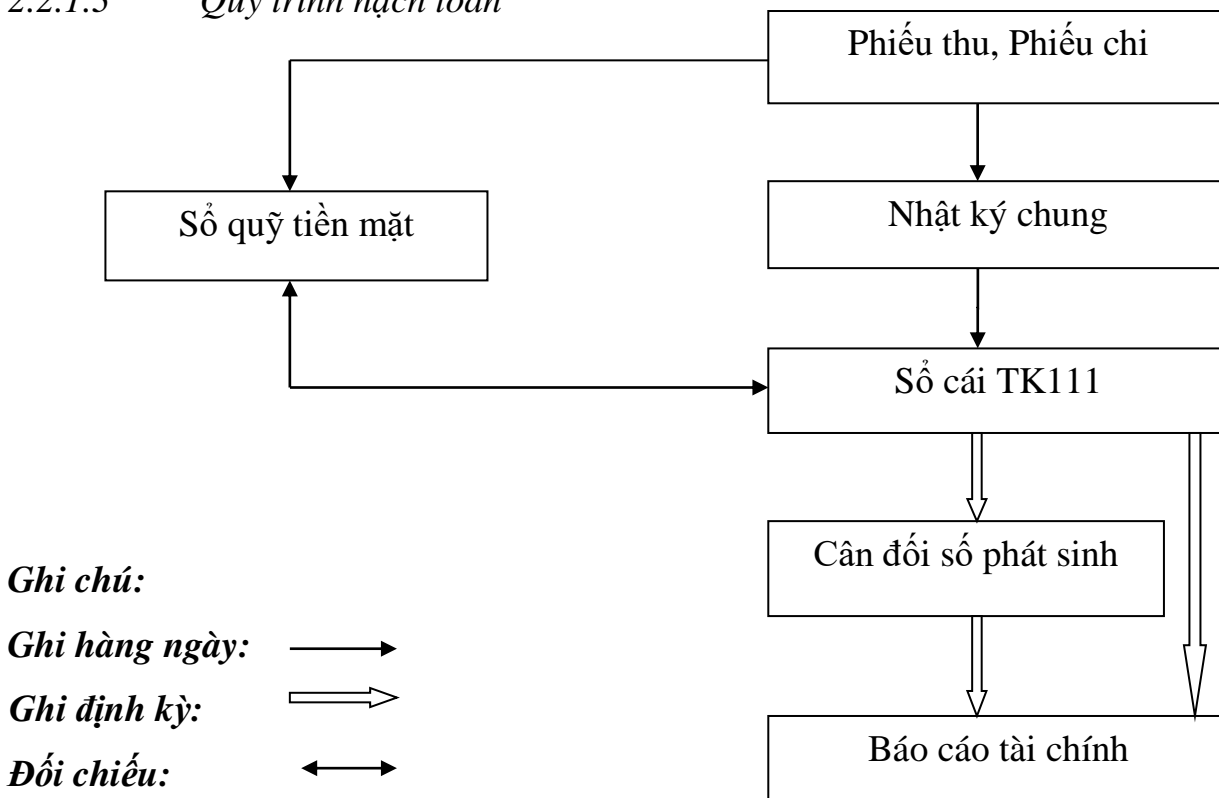 2.2.1.3 Quy trình hạch toán
Phiếu thu, Phiếu chi
Sổ quỹ tiền mặt
Nhật ký chung
Sổ cái TK111
Cân đối số phát sinh
Báo cáo tài chính
Ghi chú:
Ghi hàng ngày:
Ghi định kỳ:
Đối chiếu: